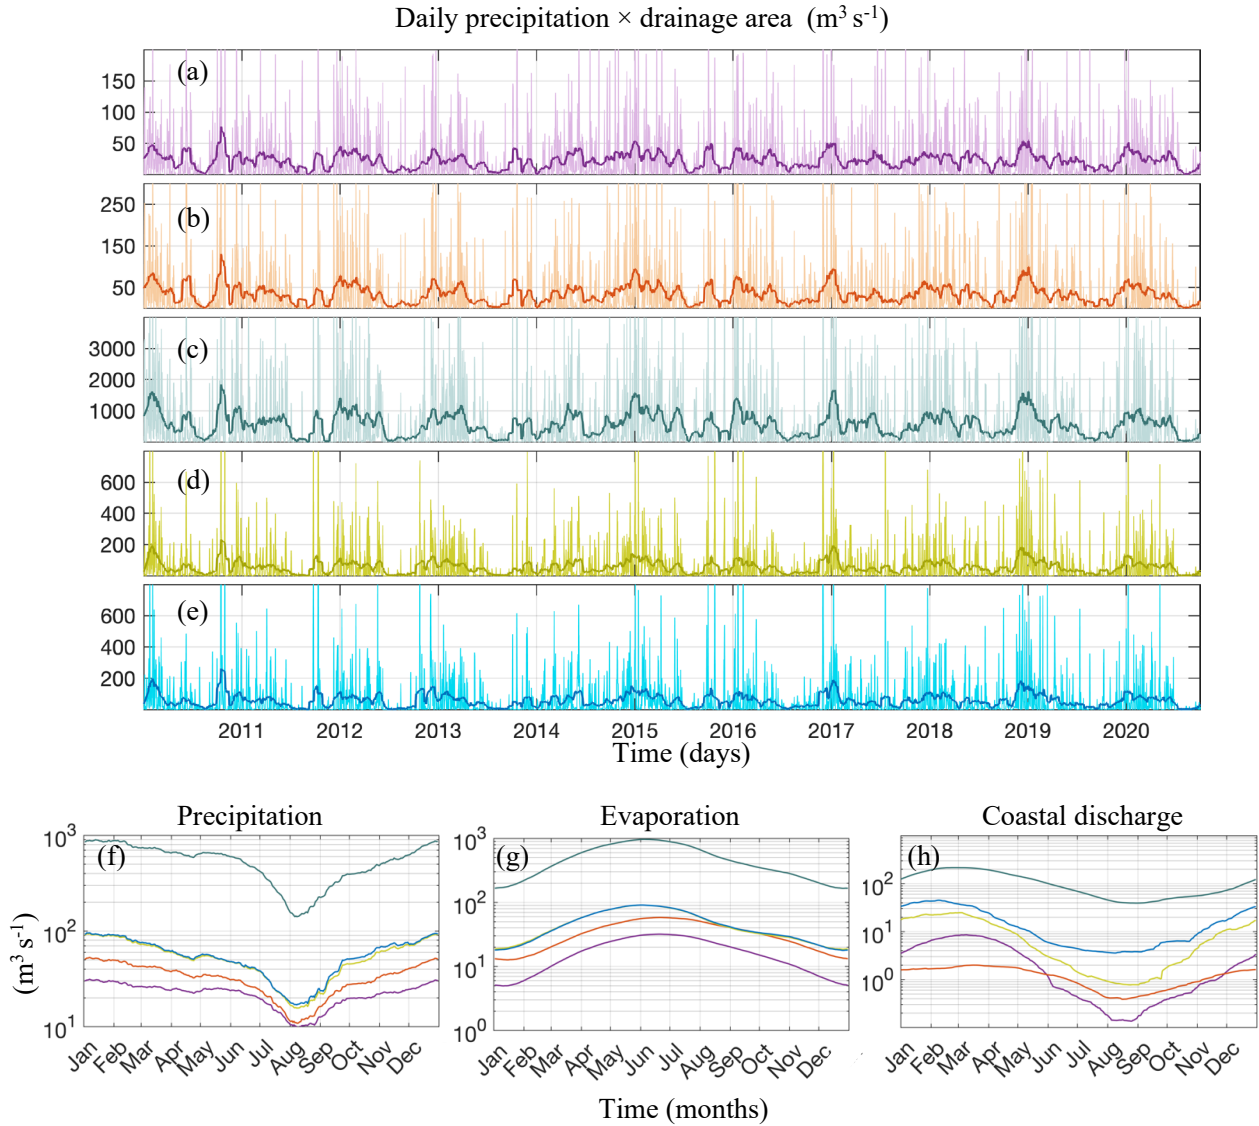 Daily precipitation × drainage area (m³ s⁻¹)
(a)
150
100
50
(b)
250
150
50
(c)
3000
2000
1000
(d)
600
400
200
(e)
600
400
200
2011 2012 2013 2014 2015 2016 2017 2018 2019 2020
Time (days)
Precipitation Evaporation Coastal discharge
(f)
10³
10²
10¹
(m³ s⁻¹)
Jan Feb Mar Apr May Jun Jul Aug Sep Oct Nov Dec
(g)
10³
10²
10¹
10⁰
Jan Feb Mar Apr May Jun Jul Aug Sep Oct Nov Dec
(h)
10²
10¹
10⁰
Jan Feb Mar Apr May Jun Jul Aug Sep Oct Nov Dec
Time (months)